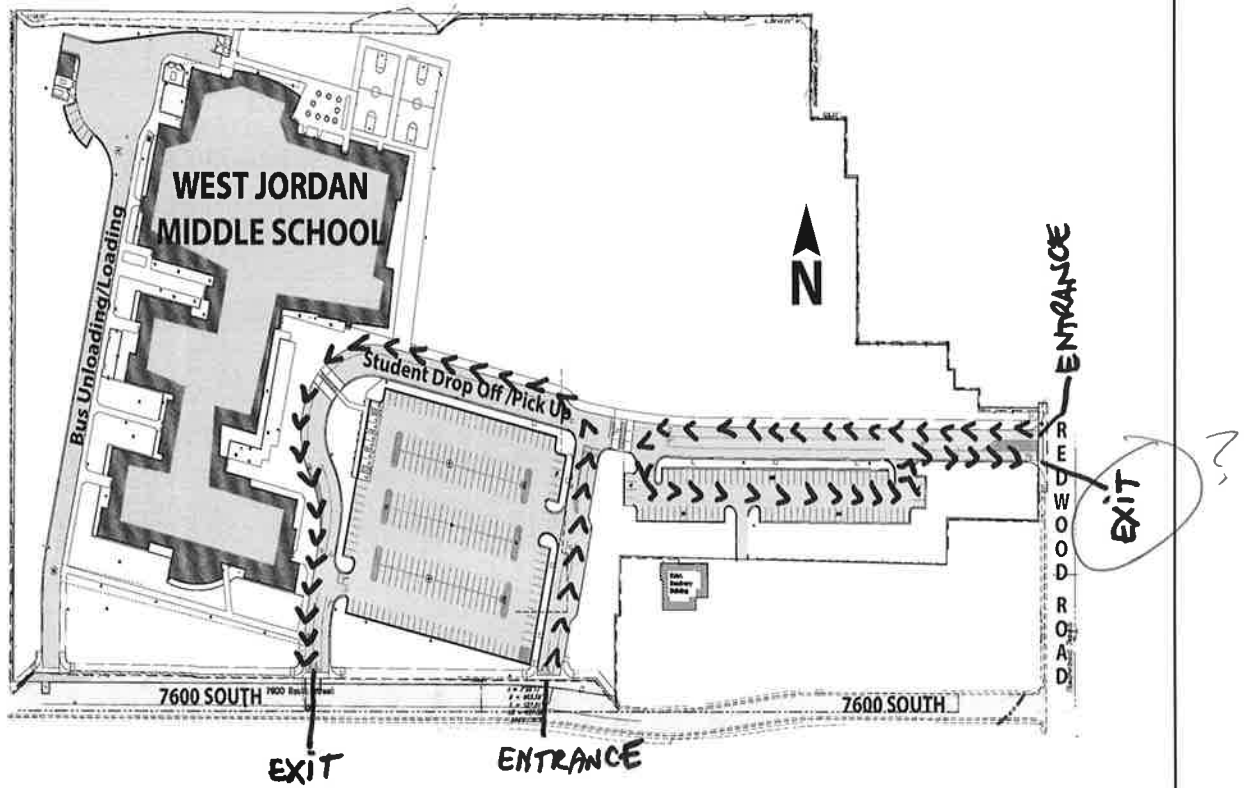 WEST JORDAN
MIDDLE SCHOOL
Bus Unloading/Loading
N
Student Drop Off /Pick Up
ENTRANCE
REDWOOD ROAD
EXIT
?
7600 SOUTH
7600 SOUTH
EXIT
ENTRANCE